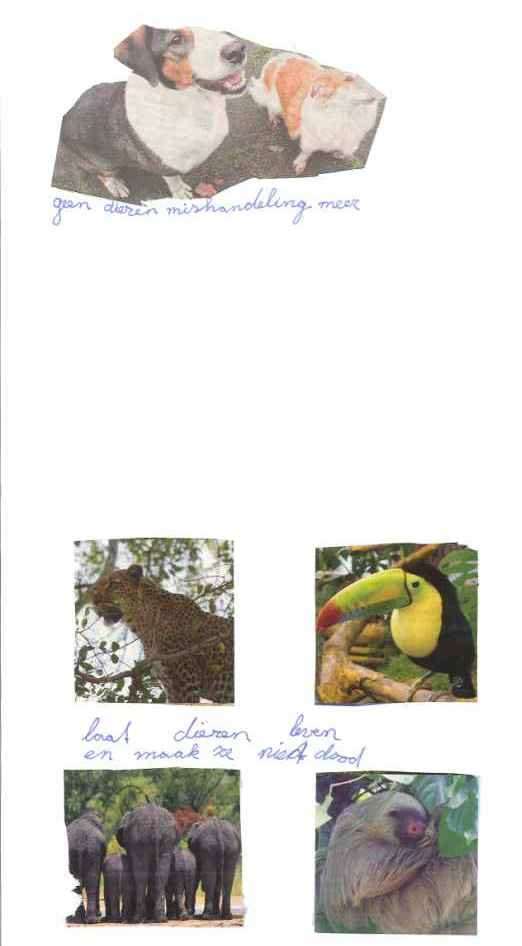 geen dieren mishandeling meer
laat dieren leven
en maak ze niet dood